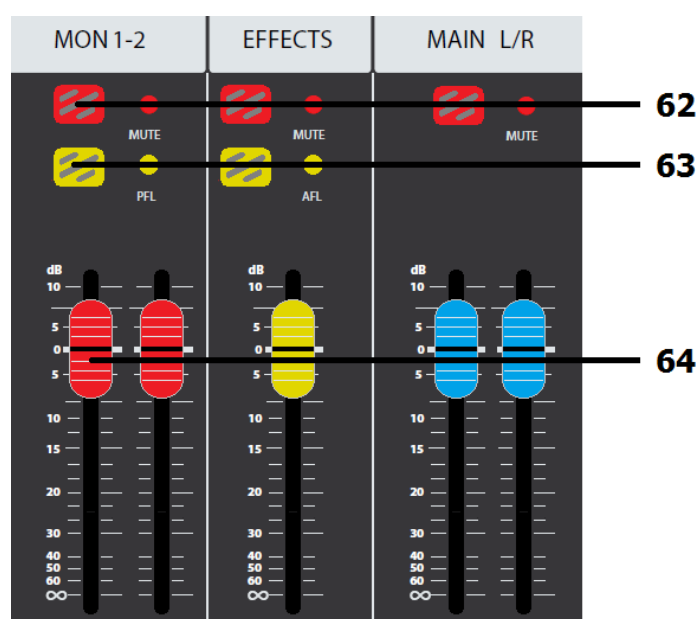 MON 1-2 EFFECTS MAIN L/R
62
MUTE MUTE MUTE
63
PFL AFL
dB dB dB
10 10 10
5 5 5
0 0 0
64
5 5 5
10 10 10
15 15 15
20 20 20
30 30 30
40 40 40
50 50 50
60 60 60
∞ ∞ ∞